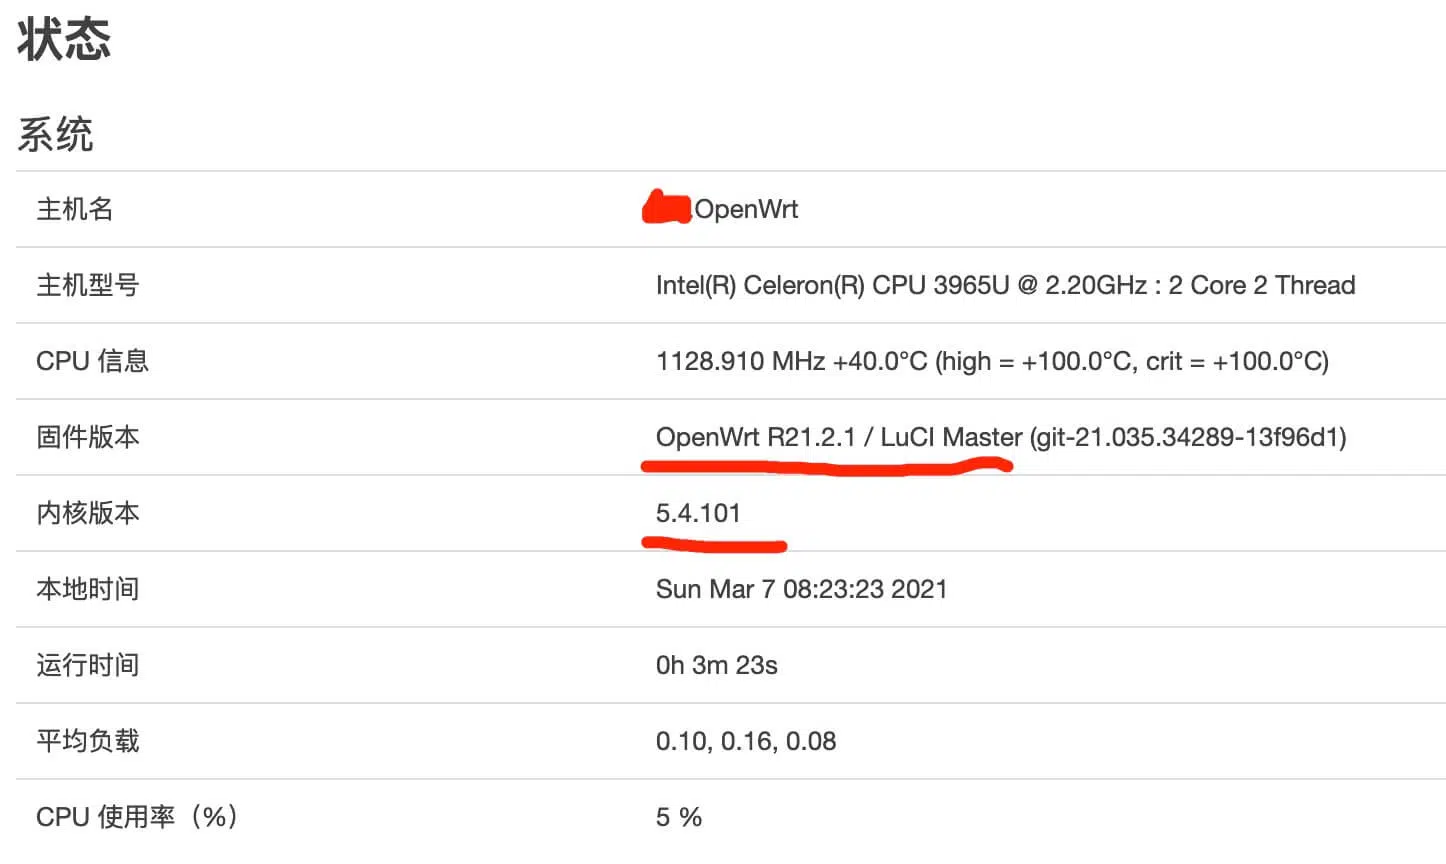 状态
系统
主机名 OpenWrt
主机型号 Intel(R) Celeron(R) CPU 3965U @ 2.20GHz : 2 Core 2 Thread
CPU 信息 1128.910 MHz +40.0°C (high = +100.0°C, crit = +100.0°C)
固件版本 OpenWrt R21.2.1 / LuCI Master (git-21.035.34289-13f96d1)
内核版本 5.4.101
本地时间 Sun Mar 7 08:23:23 2021
运行时间 0h 3m 23s
平均负载 0.10, 0.16, 0.08
CPU 使用率（%） 5 %